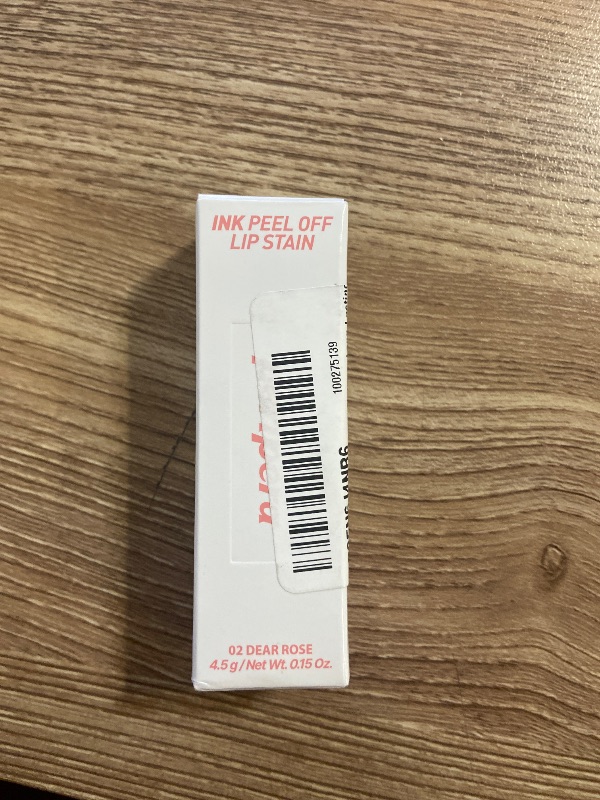 INK PEEL OFF
LIP STAIN
100275139
02 DEAR ROSE
4.5 g / Net Wt. 0.15 Oz.